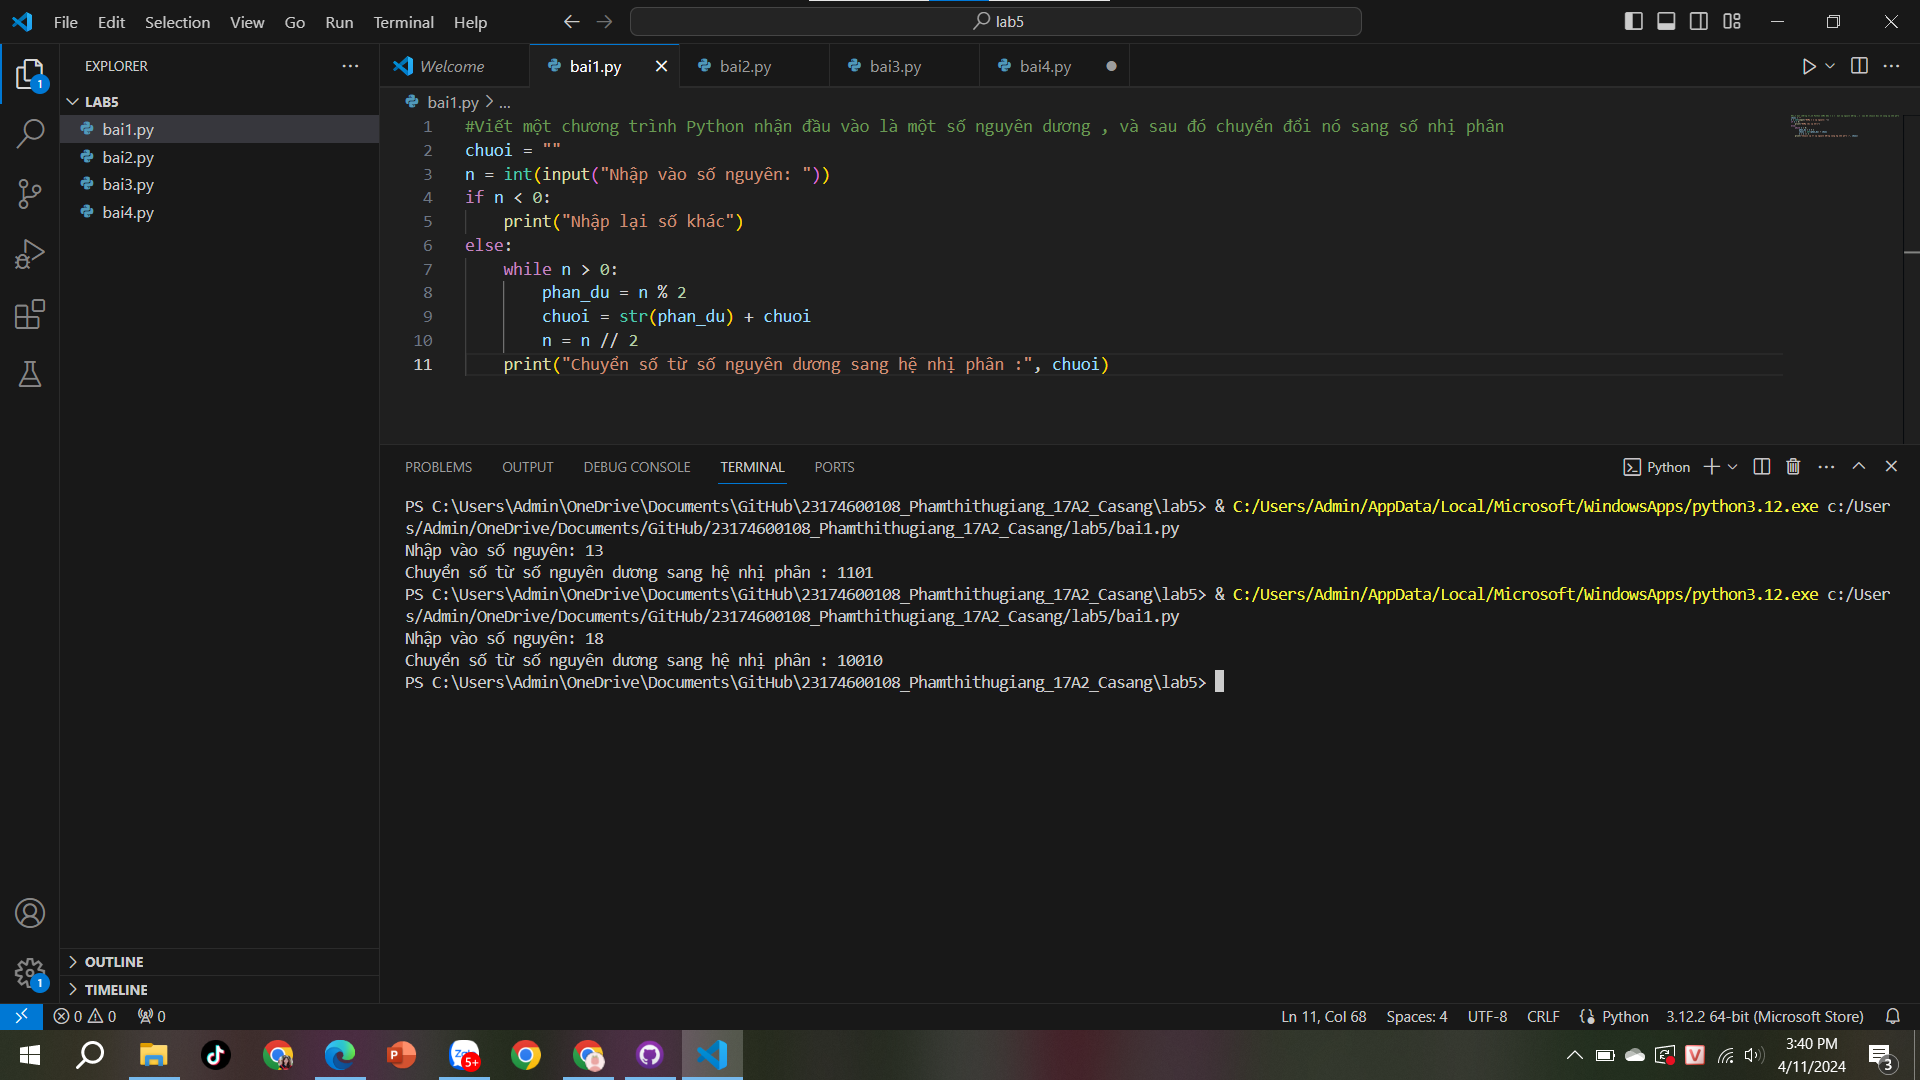 File Edit Selection View Go Run Terminal Help
lab5
EXPLORER
Welcome
bai1.py
bai2.py
bai3.py
bai4.py
LAB5
bai1.py
bai2.py
bai3.py
bai4.py
bai1.py > ...
1 #Viết một chương trình Python nhận đầu vào là một số nguyên dương , và sau đó chuyển đổi nó sang số nhị phân
2 chuoi = ""
3 n = int(input("Nhập vào số nguyên: "))
4 if n < 0:
5 print("Nhập lại số khác")
6 else:
7 while n > 0:
8 phan_du = n % 2
9 chuoi = str(phan_du) + chuoi
10 n = n // 2
11 print("Chuyển số từ số nguyên dương sang hệ nhị phân :", chuoi)
PROBLEMS OUTPUT DEBUG CONSOLE TERMINAL PORTS
Python
PS C:\Users\Admin\OneDrive\Documents\GitHub\23174600108_Phamthithugiang_17A2_Casang\lab5> & C:/Users/Admin/AppData/Local/Microsoft/WindowsApps/python3.12.exe c:/User
s/Admin/OneDrive/Documents/GitHub/23174600108_Phamthithugiang_17A2_Casang/lab5/bai1.py
Nhập vào số nguyên: 13
Chuyển số từ số nguyên dương sang hệ nhị phân : 1101
PS C:\Users\Admin\OneDrive\Documents\GitHub\23174600108_Phamthithugiang_17A2_Casang\lab5> & C:/Users/Admin/AppData/Local/Microsoft/WindowsApps/python3.12.exe c:/User
s/Admin/OneDrive/Documents/GitHub/23174600108_Phamthithugiang_17A2_Casang/lab5/bai1.py
Nhập vào số nguyên: 18
Chuyển số từ số nguyên dương sang hệ nhị phân : 10010
PS C:\Users\Admin\OneDrive\Documents\GitHub\23174600108_Phamthithugiang_17A2_Casang\lab5>
1
1
OUTLINE
TIMELINE
0 0 0
Ln 11, Col 68 Spaces: 4 UTF-8 CRLF Python 3.12.2 64-bit (Microsoft Store)
5+
V
3:40 PM
4/11/2024
3